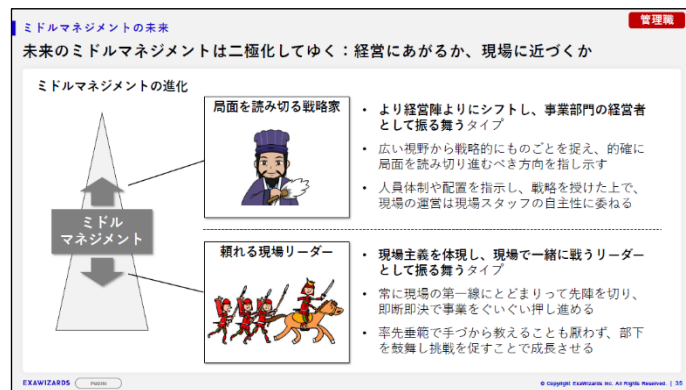 ミドルマネジメントの未来
管理職
未来のミドルマネジメントは二極化してゆく：経営にあがるか、現場に近づくか
ミドルマネジメントの進化
ミドル
マネジメント
局面を読み切る戦略家
• より経営陣よりにシフトし、事業部門の経営者
として振る舞うタイプ
• 広い視野から戦略的にものごとを捉え、的確に
局面を読み切り進むべき方向を指し示す
• 人員体制や配置を指示し、戦略を授けた上で、
現場の運営は現場スタッフの自主性に委ねる
頼れる現場リーダー
• 現場主義を体現し、現場で一緒に戦うリーダー
として振る舞うタイプ
• 常に現場の第一線にとどまって先陣を切り、
即断即決で事業をぐいぐい押し進める
• 率先垂範で手づから教えることも厭わず、部下
を鼓舞し挑戦を促すことで成長させる
EXAWIZARDS
Public
© Copyright ExaWizards Inc. All Rights Reserved. | 35